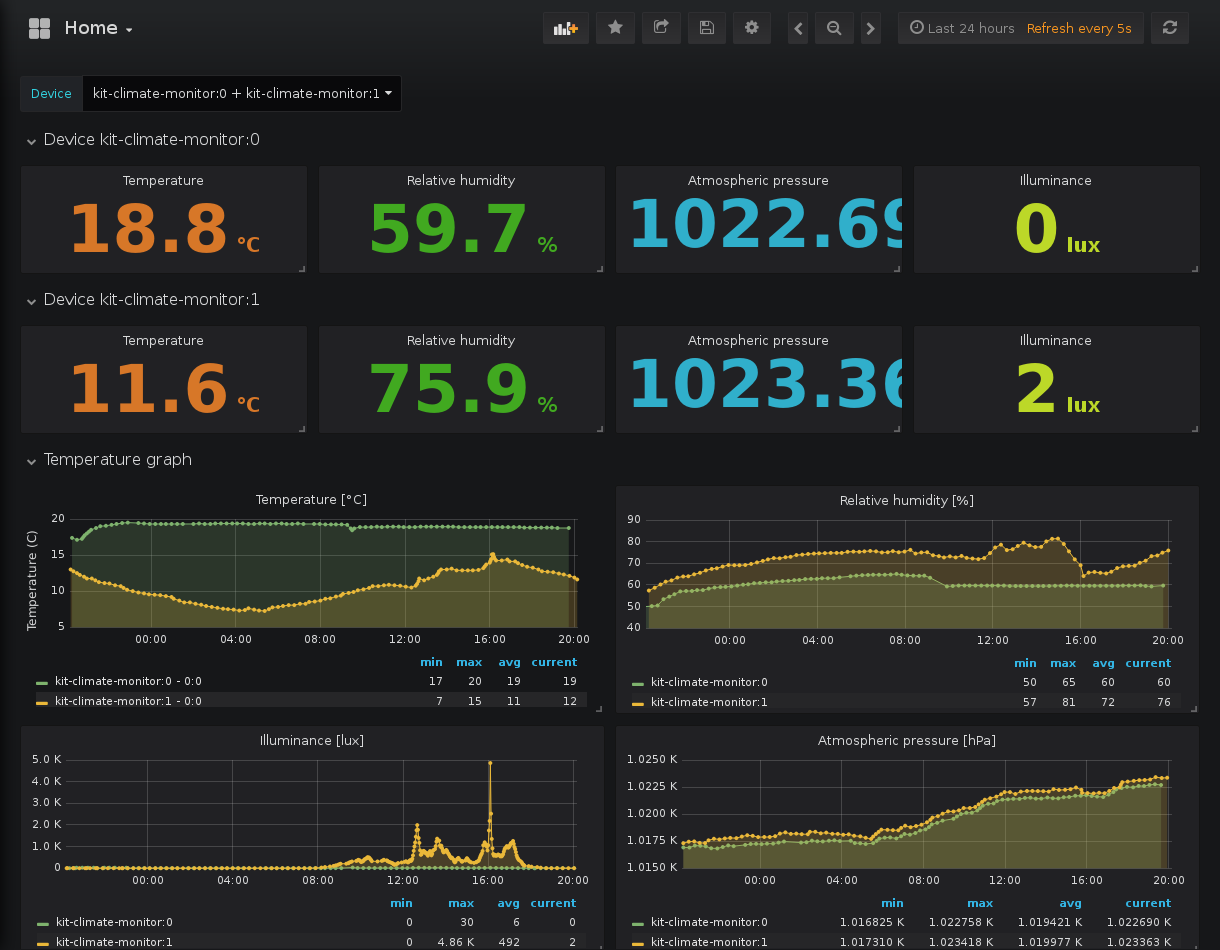 Home
Last 24 hours Refresh every 5s
Device kit-climate-monitor:0 + kit-climate-monitor:1
Device kit-climate-monitor:0
Temperature Relative humidity Atmospheric pressure Illuminance
18.8 °C 59.7 % 1022.69 0 lux
Device kit-climate-monitor:1
Temperature Relative humidity Atmospheric pressure Illuminance
11.6 °C 75.9 % 1023.36 2 lux
Temperature graph
Temperature [°C]
Temperature (C)
20
15
10
5
00:00 04:00 08:00 12:00 16:00 20:00
min max avg current
kit-climate-monitor:0 - 0:0 17 20 19 19
kit-climate-monitor:1 - 0:0 7 15 11 12
Relative humidity [%]
90
80
70
60
50
40
00:00 04:00 08:00 12:00 16:00 20:00
min max avg current
kit-climate-monitor:0 50 65 60 60
kit-climate-monitor:1 57 81 72 76
Illuminance [lux]
5.0 K
4.0 K
3.0 K
2.0 K
1.0 K
0
00:00 04:00 08:00 12:00 16:00 20:00
min max avg current
kit-climate-monitor:0 0 30 6 0
kit-climate-monitor:1 0 4.86 K 492 2
Atmospheric pressure [hPa]
1.0250 K
1.0225 K
1.0200 K
1.0175 K
1.0150 K
00:00 04:00 08:00 12:00 16:00 20:00
min max avg current
kit-climate-monitor:0 1.016825 K 1.022758 K 1.019421 K 1.022690 K
kit-climate-monitor:1 1.017310 K 1.023418 K 1.019977 K 1.023363 K